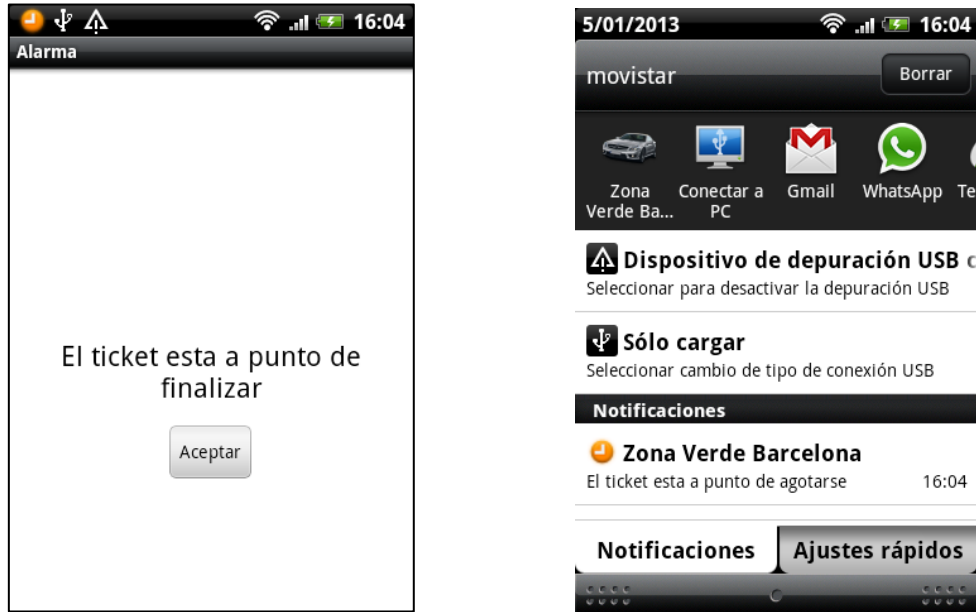 16:04
Alarma
El ticket esta a punto de
finalizar
Aceptar
5/01/2013 16:04
movistar Borrar
Zona Conectar a Gmail WhatsApp Te
Verde Ba... PC
Dispositivo de depuración USB c
Seleccionar para desactivar la depuración USB
Sólo cargar
Seleccionar cambio de tipo de conexión USB
Notificaciones
Zona Verde Barcelona
El ticket esta a punto de agotarse 16:04
Notificaciones Ajustes rápidos